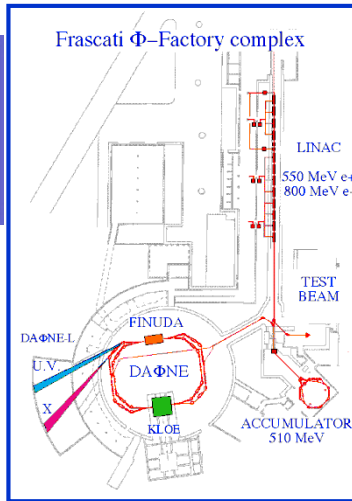 Frascati Φ–Factory complex
LINAC
550 MeV e+
800 MeV e-
TEST
BEAM
FINUDA
DAΦNE-L
U.V.
DAΦNE
X
KLOE
ACCUMULATOR
510 MeV